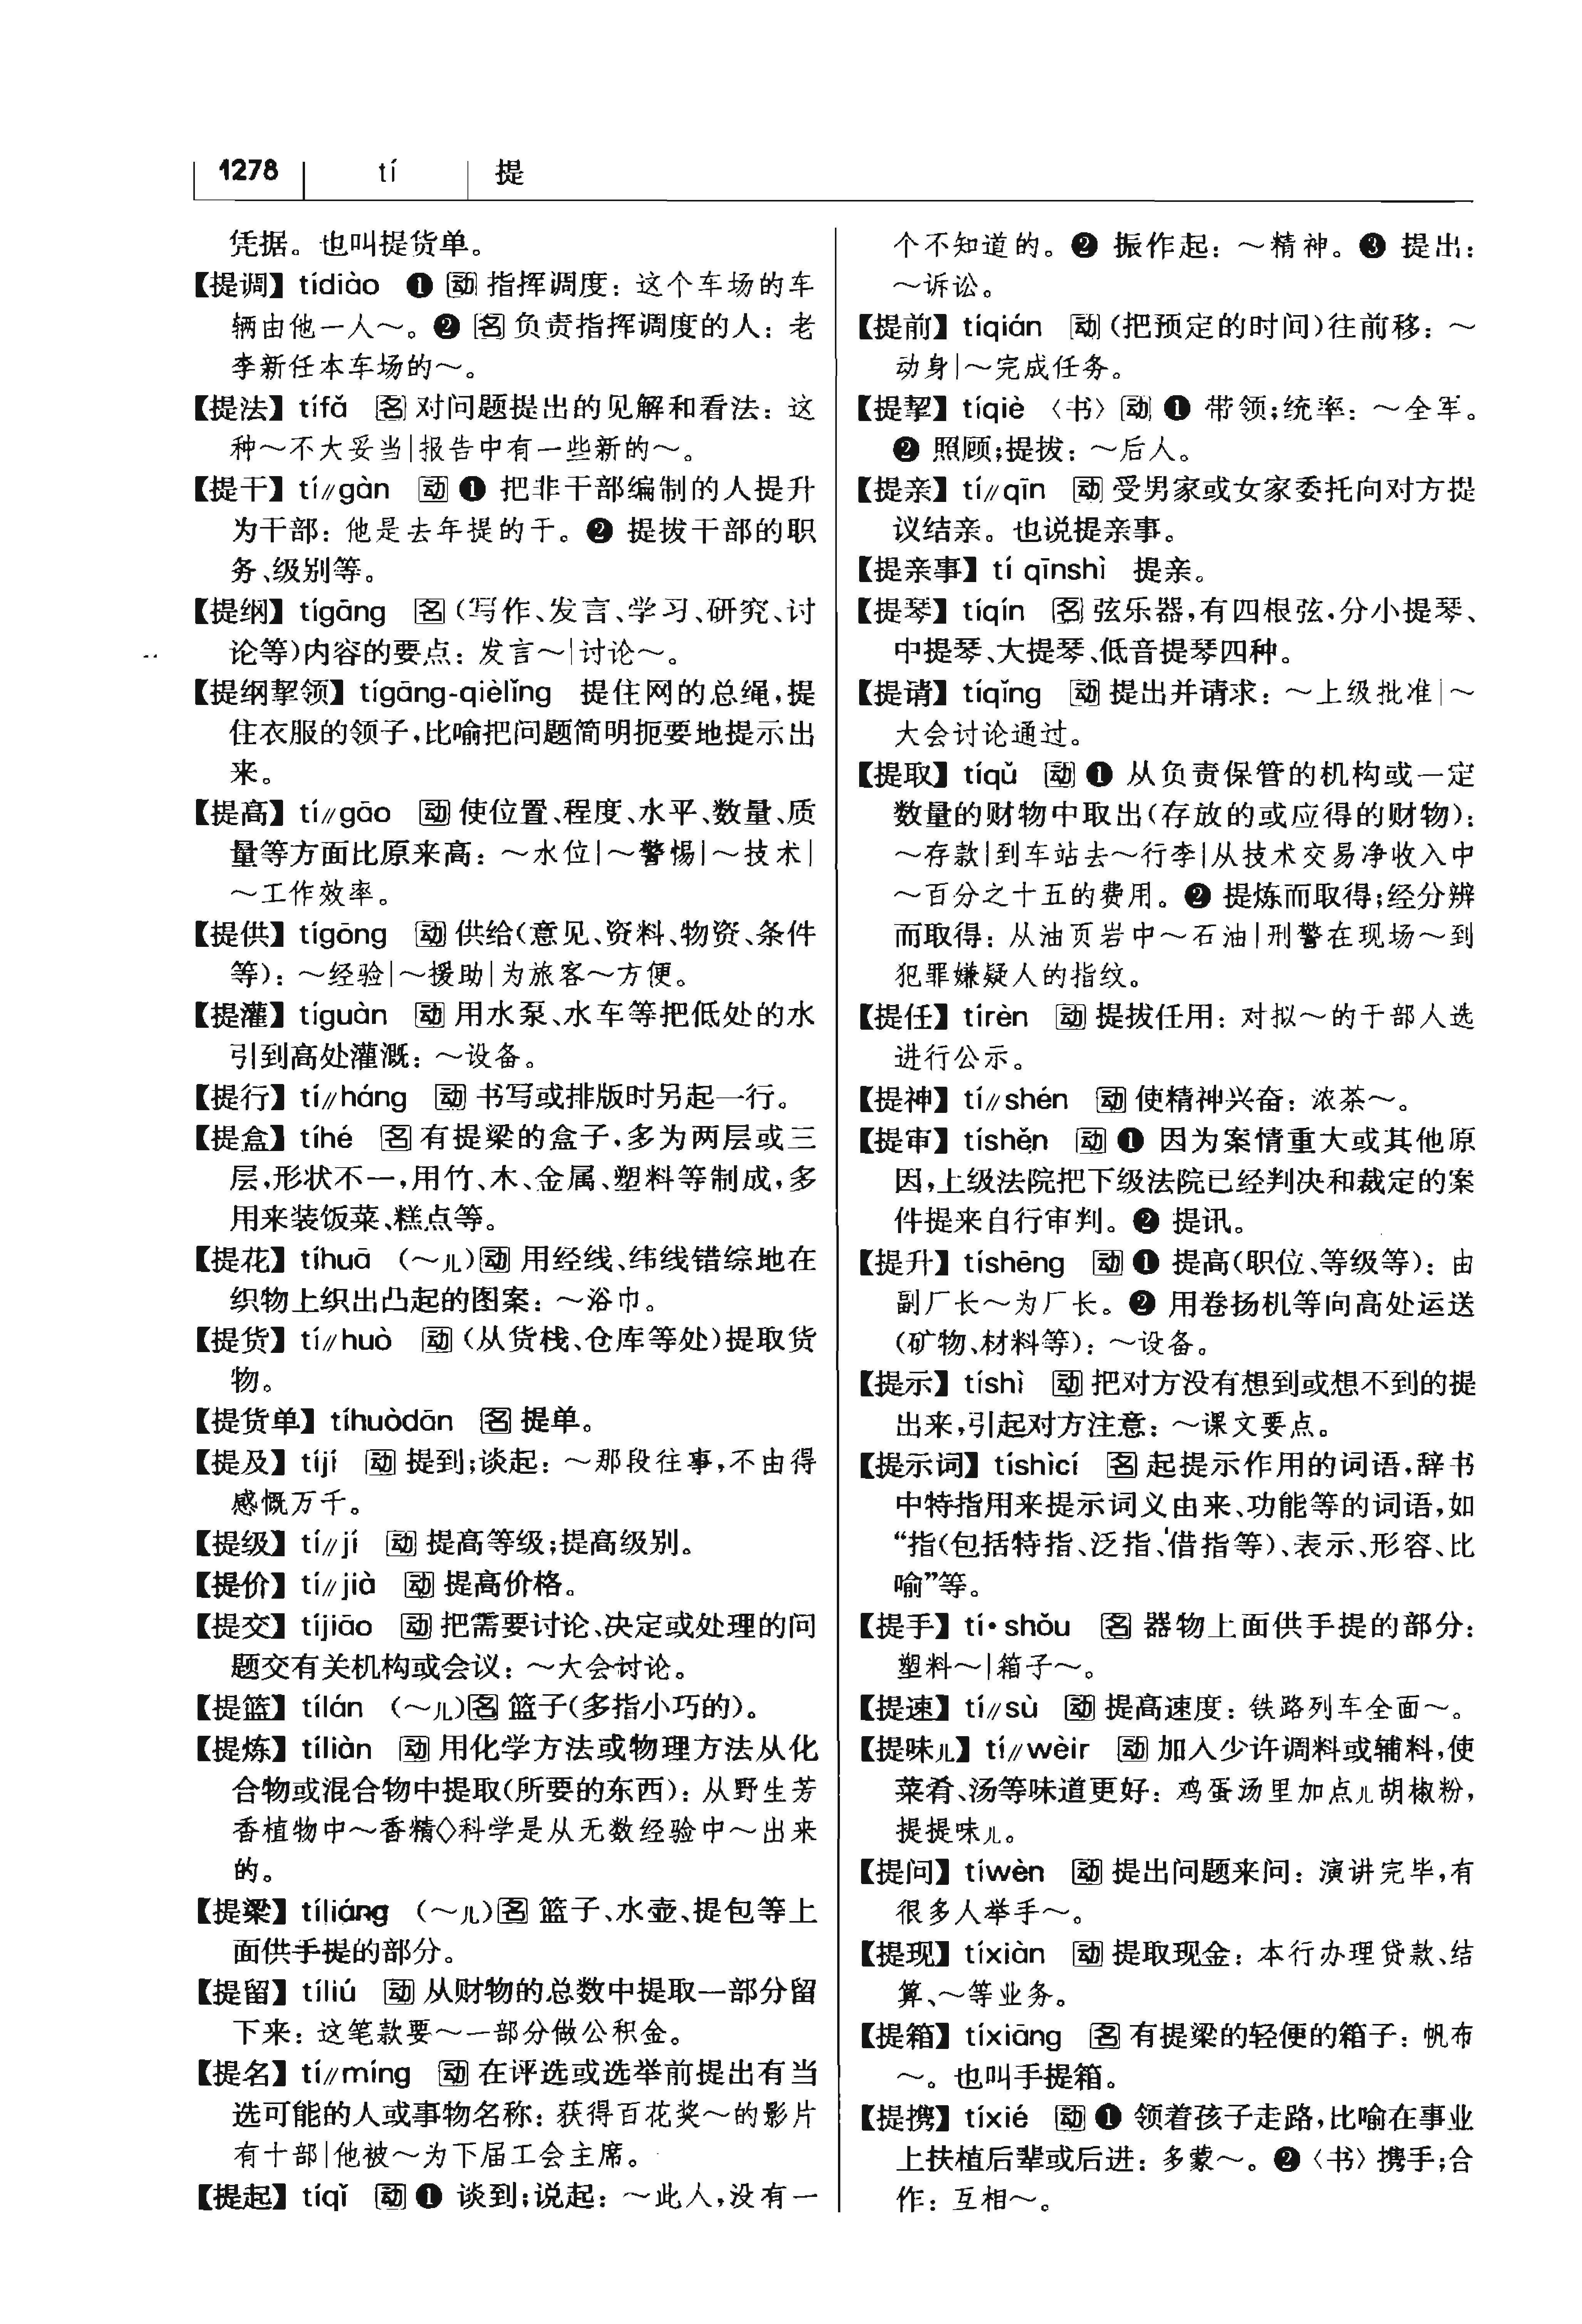 1278 tí 提
凭据。也叫提货单。
【提调】tídiào ❶ 动 指挥调度：这个车场的车
辆由他一人～。❷ 名 负责指挥调度的人：老
李新任本车场的～。
【提法】tífǎ 名 对问题提出的见解和看法：这
种～不大妥当|报告中有一些新的～。
【提干】tí//gàn 动 ❶ 把非干部编制的人提升
为干部：他是去年提的干。❷ 提拔干部的职
务、级别等。
【提纲】tígāng 名（写作、发言、学习、研究、讨
论等）内容的要点：发言～|讨论～。
【提纲挈领】tígāng-qièlǐng 提住网的总绳，提
住衣服的领子，比喻把问题简明扼要地提示出
来。
【提高】tí//gāo 动 使位置、程度、水平、数量、质
量等方面比原来高：～水位|～警惕|～技术|
～工作效率。
【提供】tígōng 动 供给（意见、资料、物资、条件
等）：～经验|～援助|为旅客～方便。
【提灌】tíguàn 动 用水泵、水车等把低处的水
引到高处灌溉：～设备。
【提行】tí//háng 动 书写或排版时另起一行。
【提盒】tíhé 名 有提梁的盒子，多为两层或三
层，形状不一，用竹、木、金属、塑料等制成，多
用来装饭菜、糕点等。
【提花】tíhuā （～儿）动 用经线、纬线错综地在
织物上织出凸起的图案：～浴巾。
【提货】tí//huò 动（从货栈、仓库等处）提取货
物。
【提货单】tíhuòdān 名 提单。
【提及】tíjí 动 提到；谈起：～那段往事，不由得
感慨万千。
【提级】tí//jí 动 提高等级；提高级别。
【提价】tí//jià 动 提高价格。
【提交】tíjiāo 动 把需要讨论、决定或处理的问
题交有关机构或会议：～大会讨论。
【提篮】tílán （～儿）名 篮子（多指小巧的）。
【提炼】tíliàn 动 用化学方法或物理方法从化
合物或混合物中提取（所要的东西）：从野生芳
香植物中～香精◇科学是从无数经验中～出来
的。
【提梁】tíliáng （～儿）名 篮子、水壶、提包等上
面供手提的部分。
【提留】tíliú 动 从财物的总数中提取一部分留
下来：这笔款要～一部分做公积金。
【提名】tí//míng 动 在评选或选举前提出有当
选可能的人或事物名称：获得百花奖～的影片
有十部|他被～为下届工会主席。
【提起】tíqǐ 动 ❶ 谈到；说起：～此人，没有一
个不知道的。❷ 振作起：～精神。❸ 提出：
～诉讼。
【提前】tíqián 动（把预定的时间）往前移：～
动身|～完成任务。
【提挈】tíqiè 〈书〉动 ❶ 带领；统率：～全军。
❷ 照顾；提拔：～后人。
【提亲】tí//qīn 动 受男家或女家委托向对方提
议结亲。也说提亲事。
【提亲事】tí qīnshì 提亲。
【提琴】tíqín 名 弦乐器，有四根弦，分小提琴、
中提琴、大提琴、低音提琴四种。
【提请】tíqǐng 动 提出并请求：～上级批准|～
大会讨论通过。
【提取】tíqǔ 动 ❶ 从负责保管的机构或一定
数量的财物中取出（存放的或应得的财物）：
～存款|到车站去～行李|从技术交易净收入中
～百分之十五的费用。❷ 提炼而取得；经分辨
而取得：从油页岩中～石油|刑警在现场～到
犯罪嫌疑人的指纹。
【提任】tírèn 动 提拔任用：对拟～的干部人选
进行公示。
【提神】tí//shén 动 使精神兴奋：浓茶～。
【提审】tíshěn 动 ❶ 因为案情重大或其他原
因，上级法院把下级法院已经判决和裁定的案
件提来自行审判。❷ 提讯。
【提升】tíshēng 动 ❶ 提高（职位、等级等）：由
副厂长～为厂长。❷ 用卷扬机等向高处运送
（矿物、材料等）：～设备。
【提示】tíshì 动 把对方没有想到或想不到的提
出来，引起对方注意：～课文要点。
【提示词】tíshìcí 名 起提示作用的词语，辞书
中特指用来提示词义由来、功能等的词语，如
“指（包括特指、泛指、借指等）、表示、形容、比
喻”等。
【提手】tí·shǒu 名 器物上面供手提的部分：
塑料～|箱子～。
【提速】tí//sù 动 提高速度：铁路列车全面～。
【提味儿】tí//wèir 动 加入少许调料或辅料，使
菜肴、汤等味道更好：鸡蛋汤里加点儿胡椒粉，
提提味儿。
【提问】tíwèn 动 提出问题来问：演讲完毕，有
很多人举手～。
【提现】tíxiàn 动 提取现金：本行办理贷款、结
算、～等业务。
【提箱】tíxiāng 名 有提梁的轻便的箱子：帆布
～。也叫手提箱。
【提携】tíxié 动 ❶ 领着孩子走路，比喻在事业
上扶植后辈或后进：多蒙～。❷〈书〉携手；合
作：互相～。